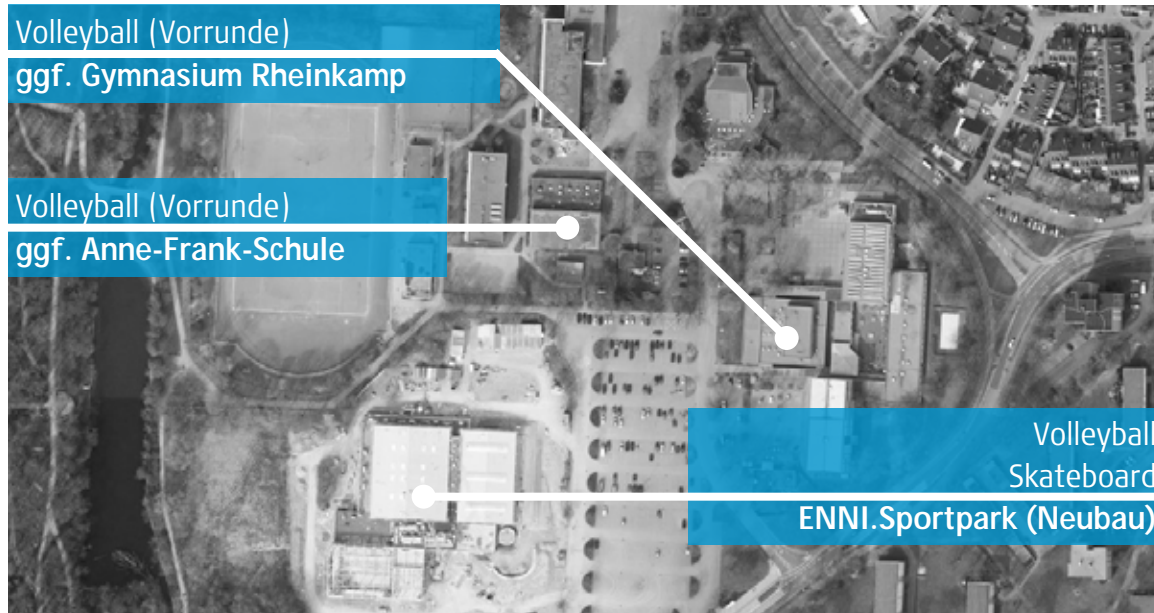 Volleyball (Vorrunde)
ggf. Gymnasium Rheinkamp
Volleyball (Vorrunde)
ggf. Anne-Frank-Schule
Volleyball
Skateboard
ENNI.Sportpark (Neubau)